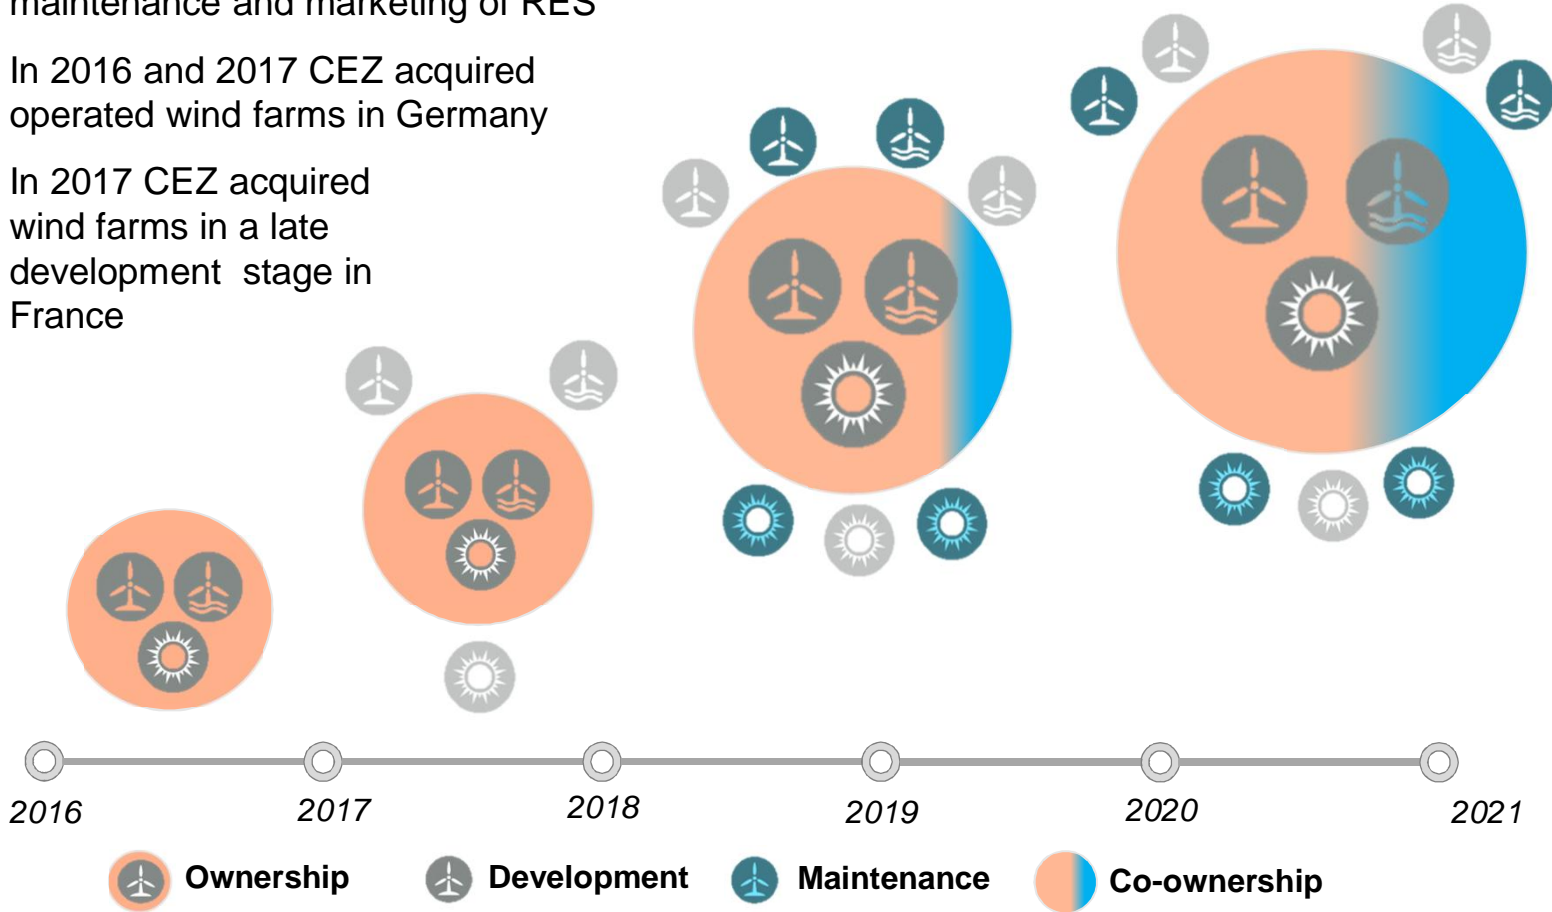 maintenance and marketing of RES
In 2016 and 2017 CEZ acquired
operated wind farms in Germany
In 2017 CEZ acquired
wind farms in a late
development stage in
France
2016
2017
2018
2019
2020
2021
Ownership
Development
Maintenance
Co-ownership